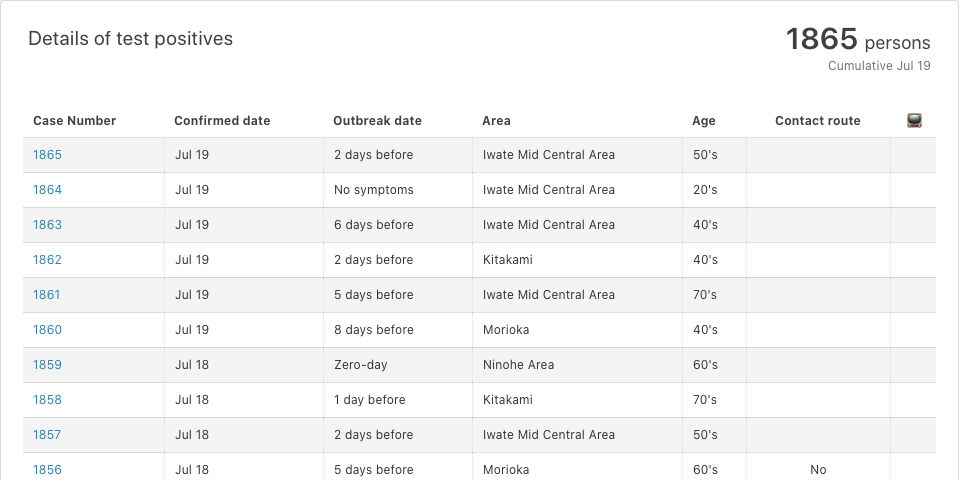 Details of test positives
1865 persons
Cumulative Jul 19
Case Number Confirmed date Outbreak date Area Age Contact route
1865 Jul 19 2 days before Iwate Mid Central Area 50's
1864 Jul 19 No symptoms Iwate Mid Central Area 20's
1863 Jul 19 6 days before Iwate Mid Central Area 40's
1862 Jul 19 2 days before Kitakami 40's
1861 Jul 19 5 days before Iwate Mid Central Area 70's
1860 Jul 19 8 days before Morioka 40's
1859 Jul 18 Zero-day Ninohe Area 60's
1858 Jul 18 1 day before Kitakami 70's
1857 Jul 18 2 days before Iwate Mid Central Area 50's
1856 Jul 18 5 days before Morioka 60's No